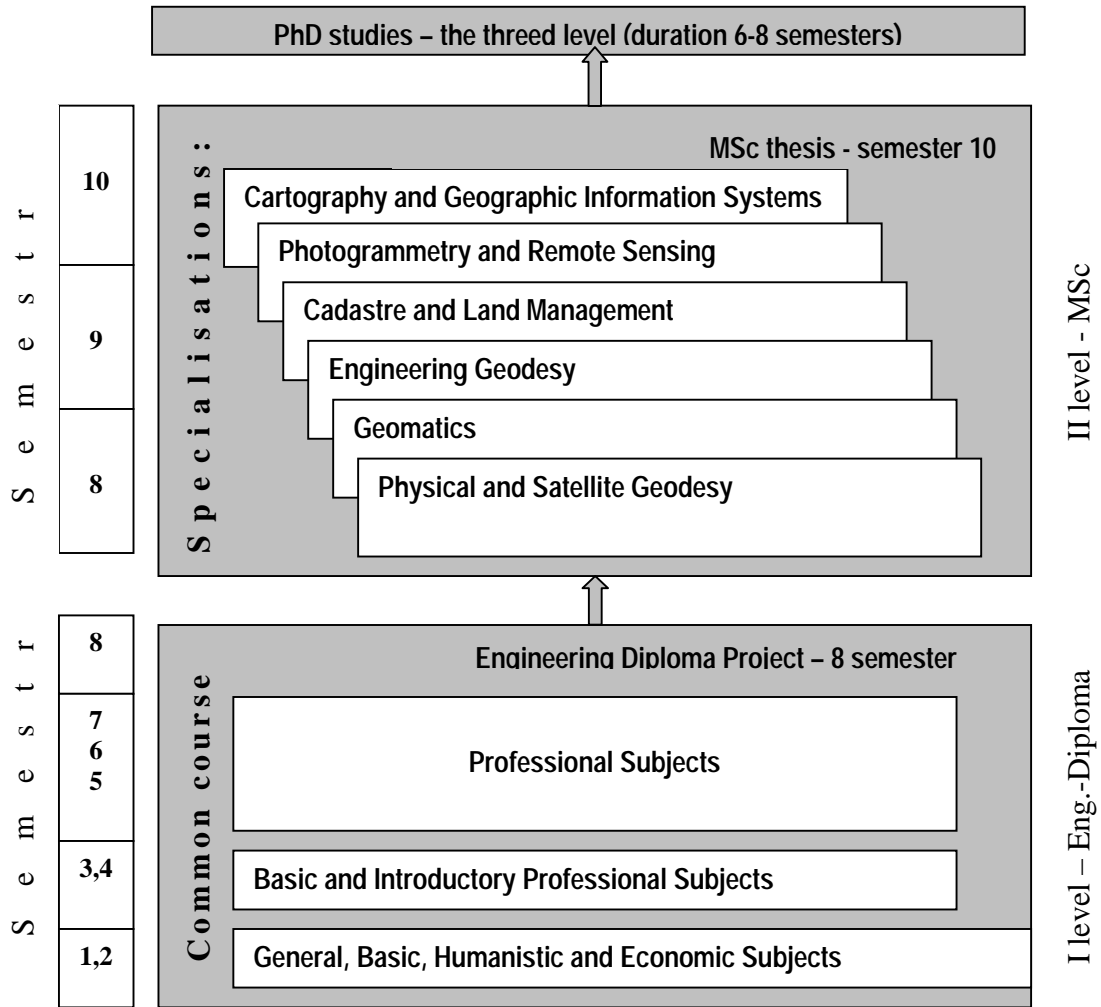 PhD studies – the threed level (duration 6-8 semesters)
Semestr
10
9
8
Specialisations:
MSc thesis - semester 10
Cartography and Geographic Information Systems
Photogrammetry and Remote Sensing
Cadastre and Land Management
Engineering Geodesy
Geomatics
Physical and Satellite Geodesy
II level - MSc
Semestr
8
7
6
5
3,4
1,2
Common course
Engineering Diploma Project – 8 semester
Professional Subjects
Basic and Introductory Professional Subjects
General, Basic, Humanistic and Economic Subjects
I level – Eng.-Diploma